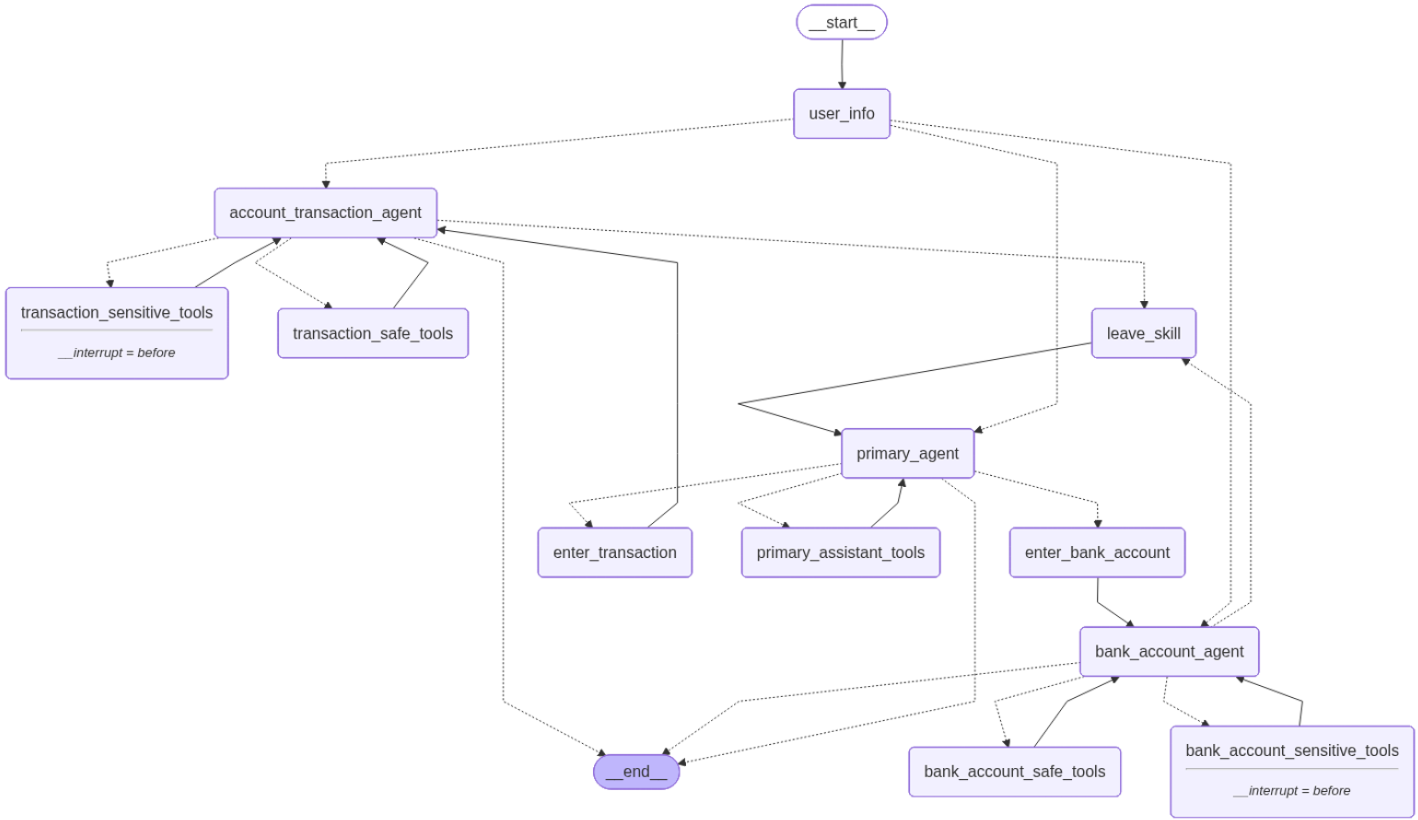 __start__
user_info
account_transaction_agent
transaction_sensitive_tools
__interrupt = before
transaction_safe_tools
leave_skill
primary_agent
enter_transaction
primary_assistant_tools
enter_bank_account
bank_account_agent
__end__
bank_account_safe_tools
bank_account_sensitive_tools
__interrupt = before